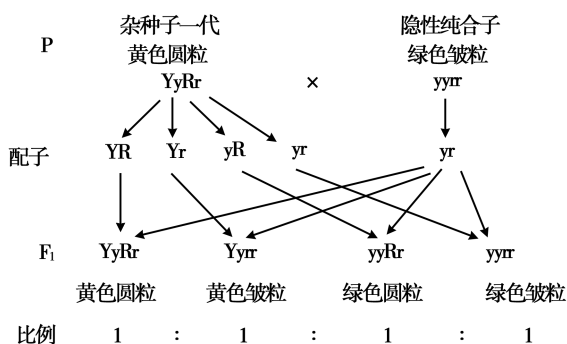 杂种子一代 隐性纯合子
P 黄色圆粒 绿色皱粒
YyRr × yyrr
配子 YR Yr yR yr yr
F₁ YyRr Yyrr yyRr yyrr
黄色圆粒 黄色皱粒 绿色圆粒 绿色皱粒
比例 1 : 1 : 1 : 1